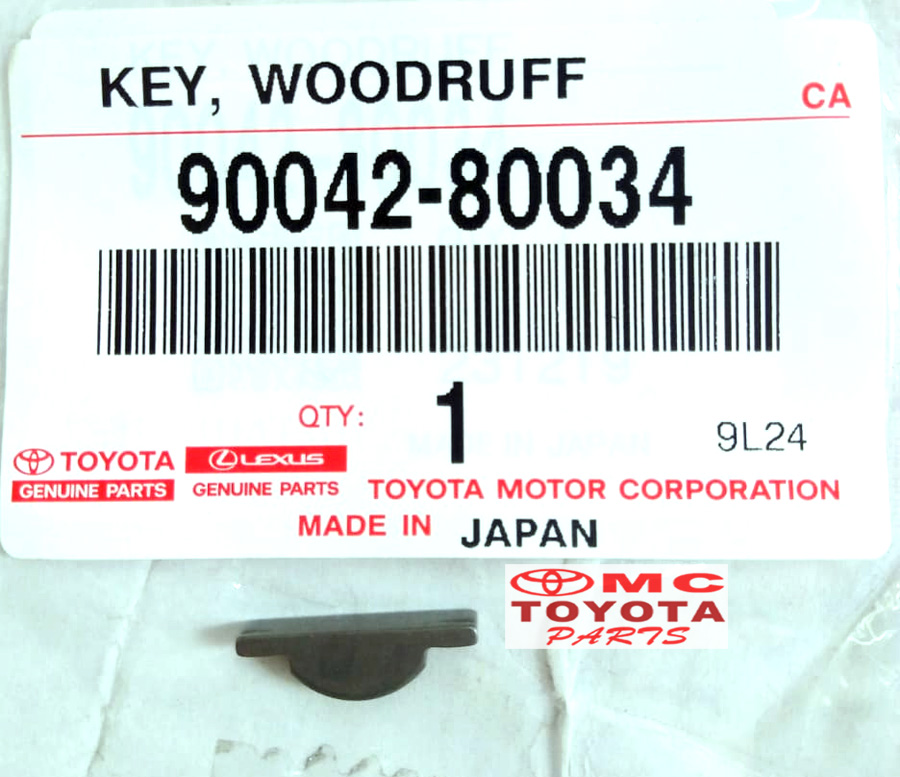 KEY, WOODRUFF
CA
90042-80034
QTY: 1
9L24
TOYOTA LEXUS
GENUINE PARTS GENUINE PARTS
TOYOTA MOTOR CORPORATION
MADE IN JAPAN
MC
TOYOTA
PARTS